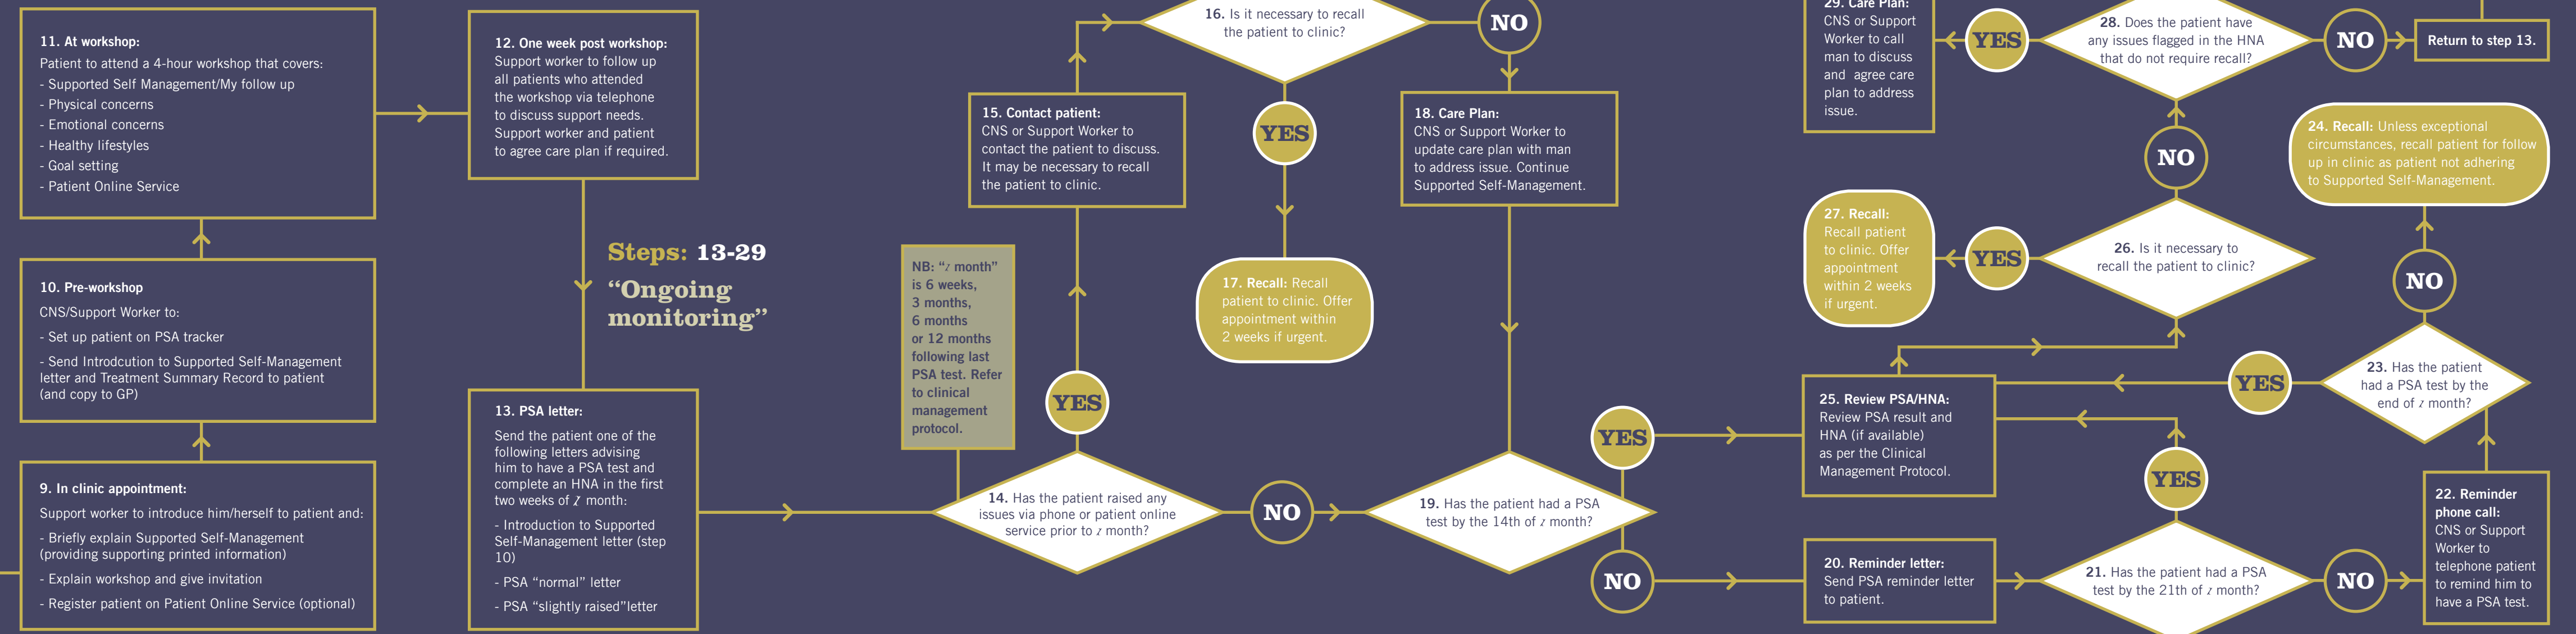 11. At workshop:
Patient to attend a 4-hour workshop that covers:
- Supported Self Management/My follow up
- Physical concerns
- Emotional concerns
- Healthy lifestyles
- Goal setting
- Patient Online Service
10. Pre-workshop
CNS/Support Worker to:
- Set up patient on PSA tracker
- Send Introdcution to Supported Self-Management
letter and Treatment Summary Record to patient
(and copy to GP)
9. In clinic appointment:
Support worker to introduce him/herself to patient and:
- Briefly explain Supported Self-Management
(providing supporting printed information)
- Explain workshop and give invitation
- Register patient on Patient Online Service (optional)
12. One week post workshop:
Support worker to follow up
all patients who attended
the workshop via telephone
to discuss support needs.
Support worker and patient
to agree care plan if required.
Steps: 13-29
“Ongoing
monitoring”
13. PSA letter:
Send the patient one of the
following letters advising
him to have a PSA test and
complete an HNA in the first
two weeks of z month:
- Introduction to Supported
Self-Management letter (step
10)
- PSA “normal” letter
- PSA “slightly raised”letter
NB: “z month”
is 6 weeks,
3 months,
6 months
or 12 months
following last
PSA test. Refer
to clinical
management
protocol.
14. Has the patient raised any
issues via phone or patient online
service prior to z month?
YES
NO
15. Contact patient:
CNS or Support Worker to
contact the patient to discuss.
It may be necessary to recall
the patient to clinic.
16. Is it necessary to recall
the patient to clinic?
YES
NO
17. Recall: Recall
patient to clinic. Offer
appointment within
2 weeks if urgent.
18. Care Plan:
CNS or Support Worker to
update care plan with man
to address issue. Continue
Supported Self-Management.
19. Has the patient had a PSA
test by the 14th of z month?
YES
NO
20. Reminder letter:
Send PSA reminder letter
to patient.
21. Has the patient had a PSA
test by the 21th of z month?
YES
NO
22. Reminder
phone call:
CNS or Support
Worker to
telephone patient
to remind him to
have a PSA test.
23. Has the patient
had a PSA test by the
end of z month?
YES
NO
24. Recall: Unless exceptional
circumstances, recall patient for follow
up in clinic as patient not adhering
to Supported Self-Management.
25. Review PSA/HNA:
Review PSA result and
HNA (if available)
as per the Clinical
Management Protocol.
26. Is it necessary to
recall the patient to clinic?
YES
NO
27. Recall:
Recall patient
to clinic. Offer
appointment
within 2 weeks
if urgent.
28. Does the patient have
any issues flagged in the HNA
that do not require recall?
YES
NO
Return to step 13.
29. Care Plan:
CNS or Support
Worker to call
man to discuss
and agree care
plan to address
issue.